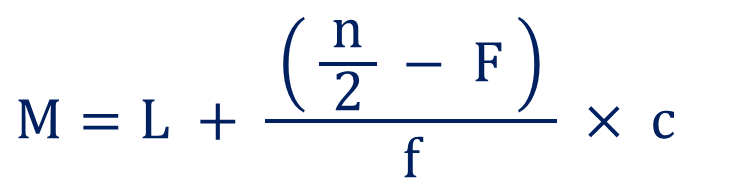 M = L + ( n/2 − F ) / f × c